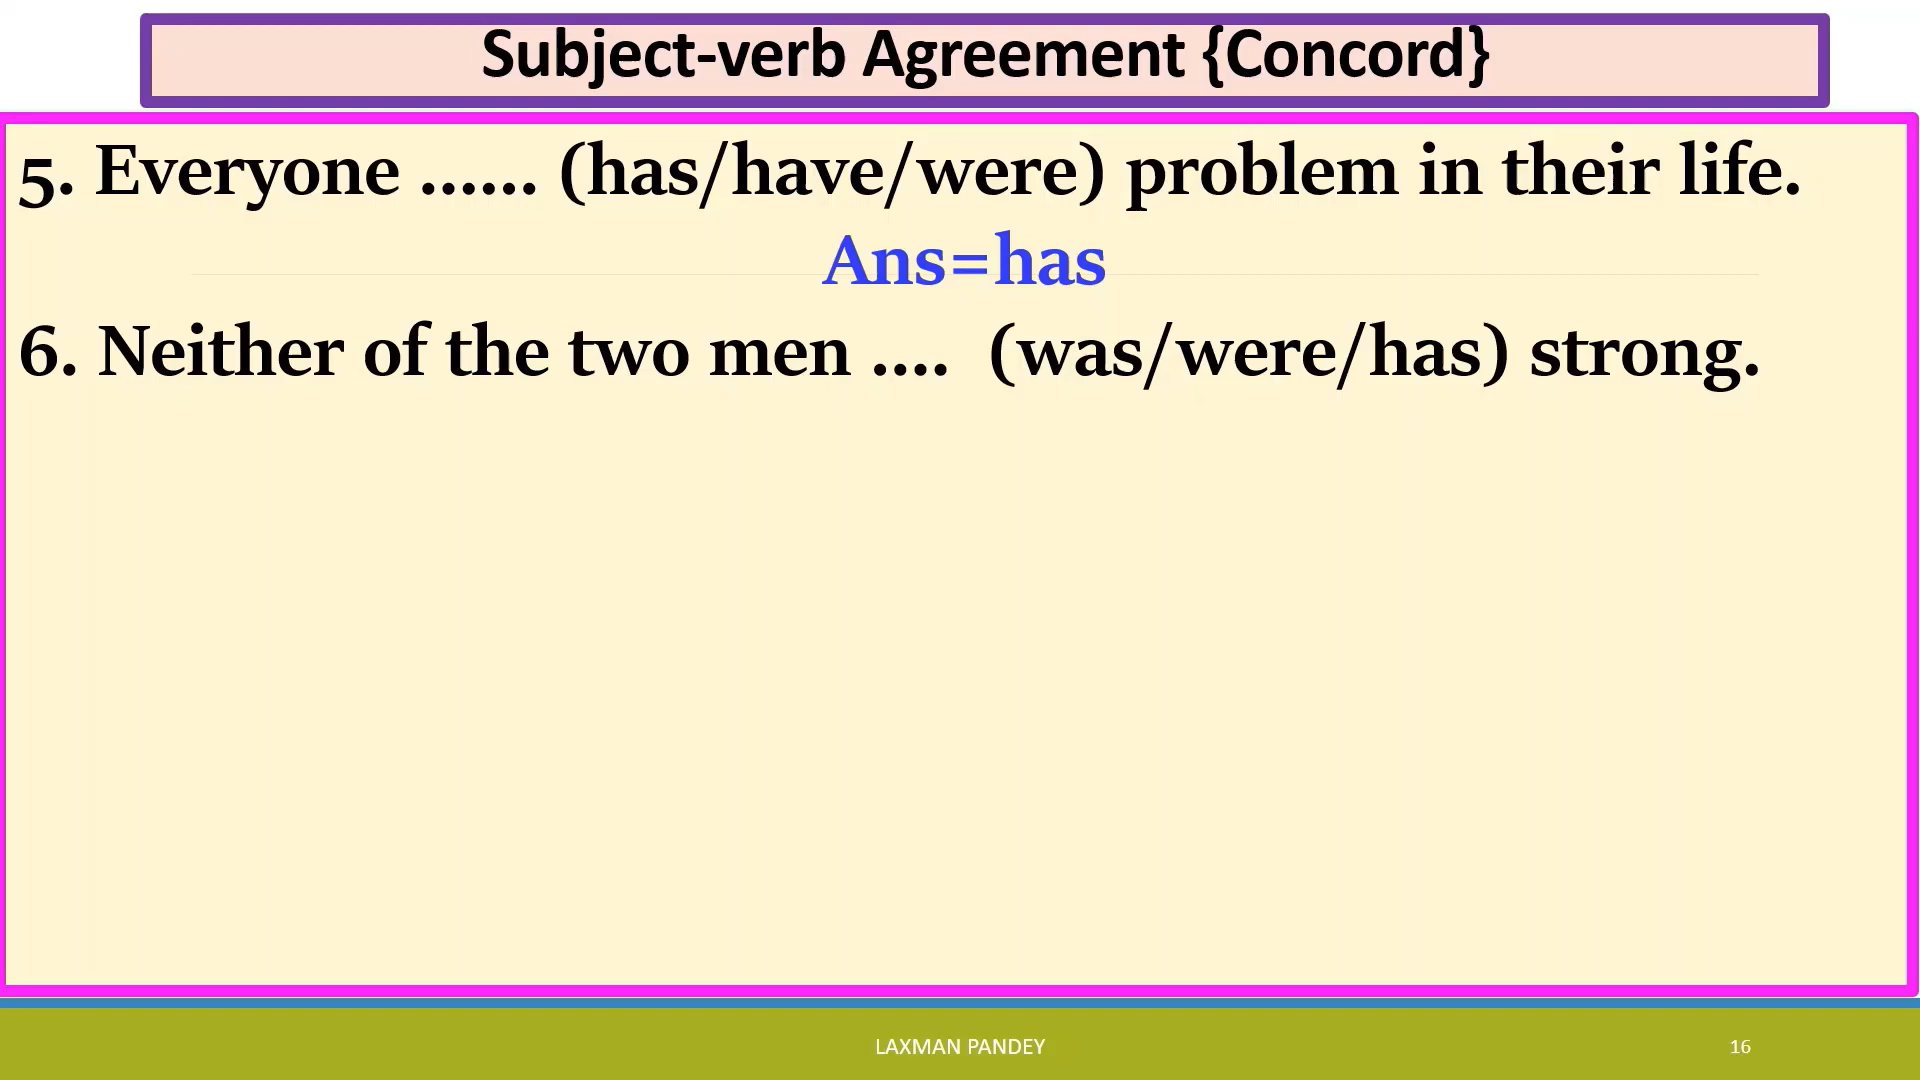 Subject-verb Agreement {Concord}
5. Everyone ...... (has/have/were) problem in their life.
Ans=has
6. Neither of the two men .... (was/were/has) strong.
LAXMAN PANDEY
16